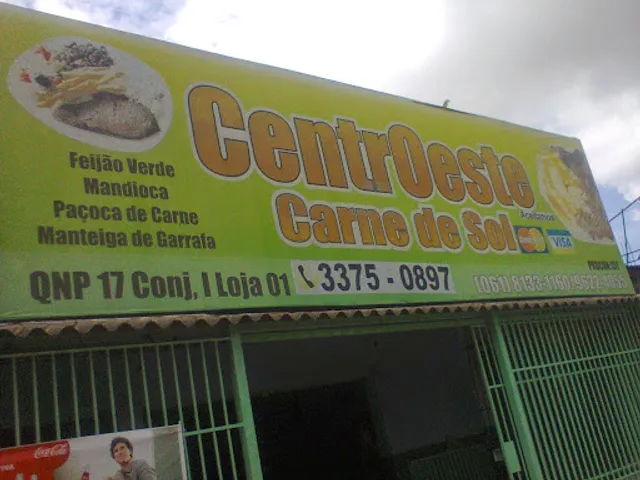 CentrOeste
Carne de Sol
Feijão Verde
Mandioca
Paçoca de Carne
Manteiga de Garrafa
Aceitamos
VISA
QNP 17 Conj, I Loja 01
3375 - 0897
Coca-Cola